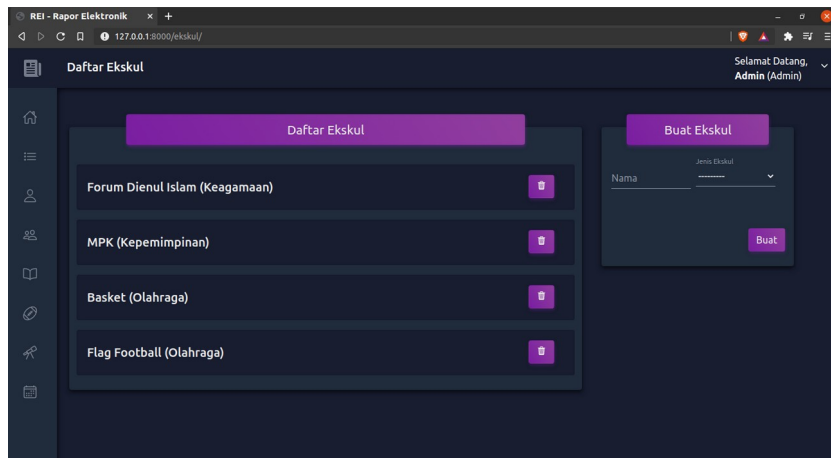 REI - Rapor Elektronik
127.0.0.1:8000/ekskul/
Daftar Ekskul
Selamat Datang,
Admin (Admin)
Daftar Ekskul
Forum Dienul Islam (Keagamaan)
MPK (Kepemimpinan)
Basket (Olahraga)
Flag Football (Olahraga)
Buat Ekskul
Jenis Ekskul
Nama
---------
Buat